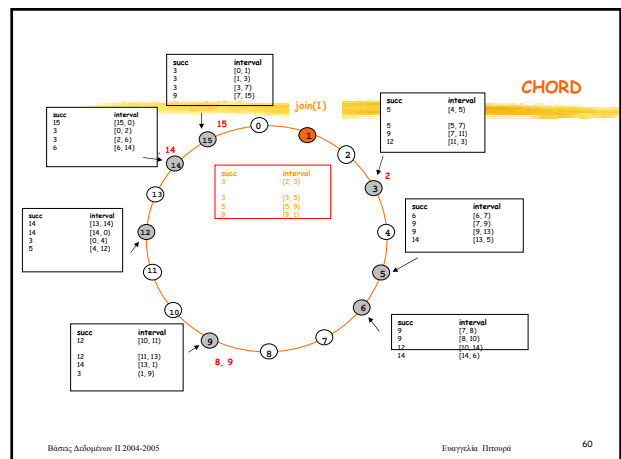 CHORD
join(1)
succ interval
3 [0, 1)
3 [1, 3)
3 [3, 7)
9 [7, 15)
succ interval
5 [4, 5)
5 [5, 7)
9 [7, 11)
12 [11, 3)
succ interval
15 [15, 0)
3 [0, 2)
3 [2, 6)
6 [6, 14)
15
, 14
2
succ interval
3 [2, 3)
3 [3, 5)
5 [5, 9)
9 [9, 1)
succ interval
6 [6, 7)
9 [7, 9)
9 [9, 13)
14 [13, 5)
succ interval
14 [13, 14)
14 [14, 0)
3 [0, 4)
5 [4, 12)
succ interval
9 [7, 8)
9 [8, 10)
12 [10, 14)
14 [14, 6)
succ interval
12 [10, 11)
12 [11, 13)
14 [13, 1)
3 (1, 9)
8, 9
0
1
2
3
4
5
6
7
8
9
10
11
12
13
14
15
Βάσεις Δεδομένων II 2004-2005 Ευαγγελία Πιτουρά 60